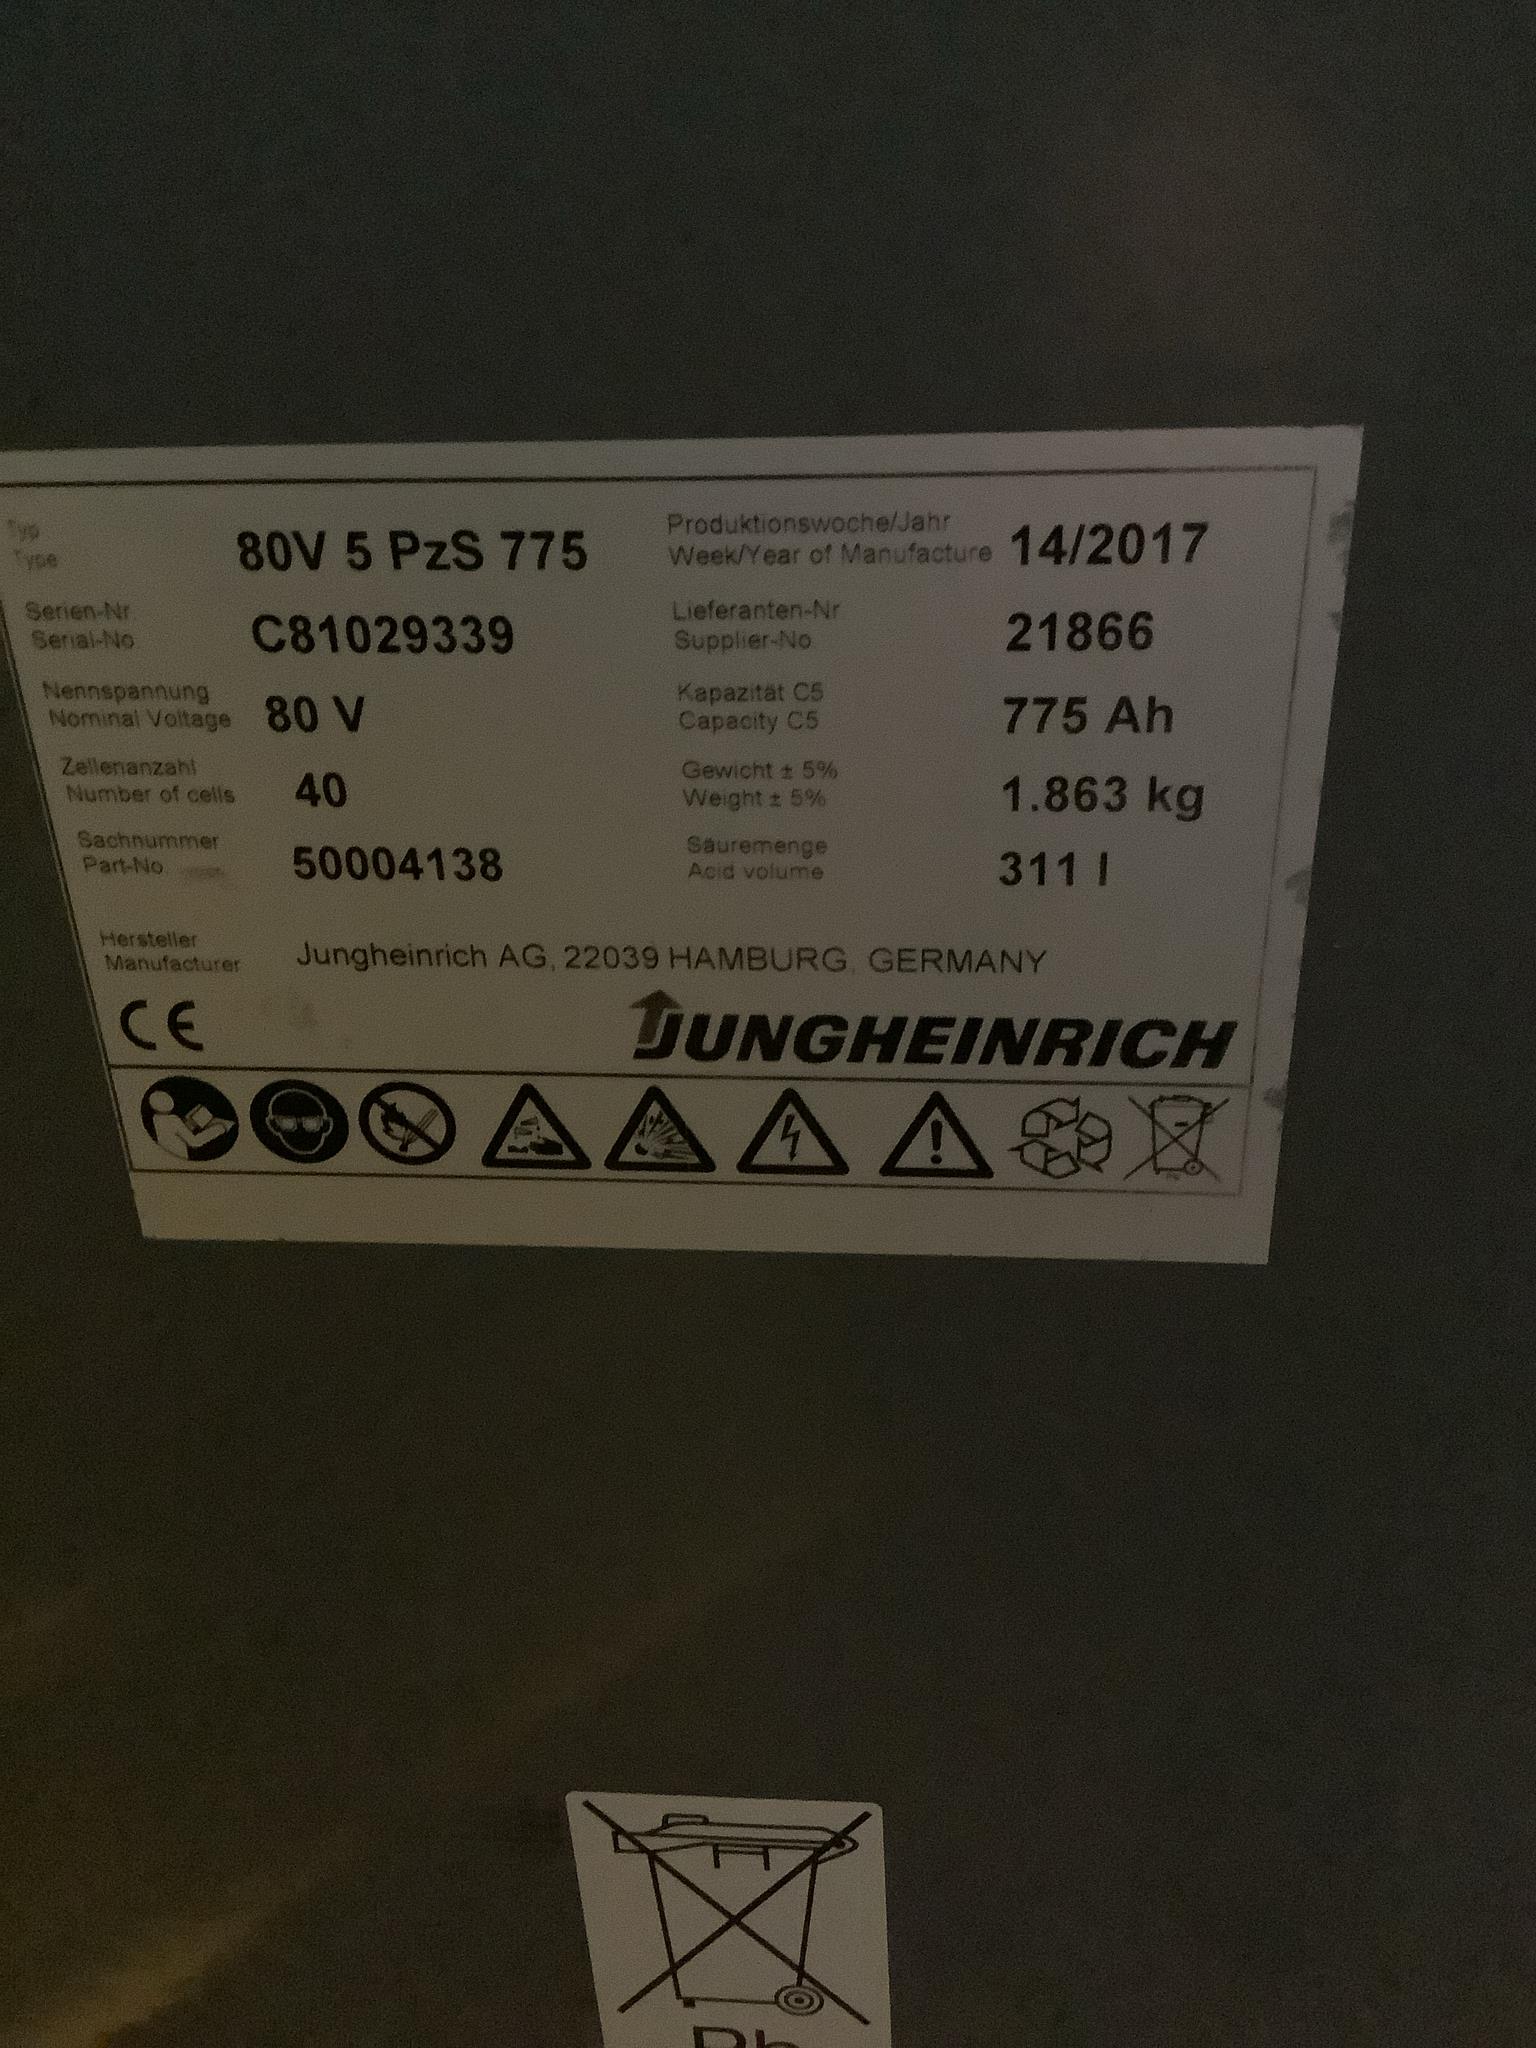 Typ
Type 80V 5 PzS 775
Produktionswoche/Jahr
Week/Year of Manufacture 14/2017
Serien-Nr.
Serial-No. C81029339
Lieferanten-Nr
Supplier-No. 21866
Nennspannung
Nominal Voltage 80 V
Kapazität C5
Capacity C5 775 Ah
Zellenanzahl
Number of cells 40
Gewicht ± 5%
Weight ± 5% 1.863 kg
Sachnummer
Part-No. 50004138
Säuremenge
Acid volume 311 l
Hersteller
Manufacturer Jungheinrich AG, 22039 HAMBURG, GERMANY
CE
JUNGHEINRICH
Pb